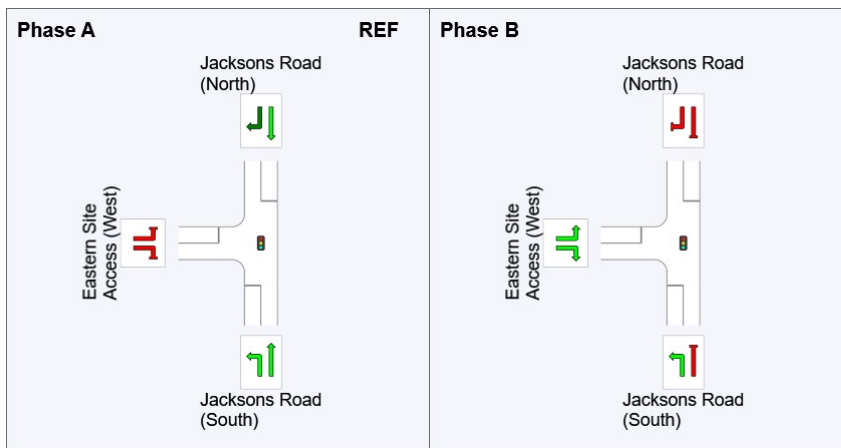 Phase A
REF
Jacksons Road
(North)
Eastern Site
Access (West)
Jacksons Road
(South)
Phase B
Jacksons Road
(North)
Eastern Site
Access (West)
Jacksons Road
(South)